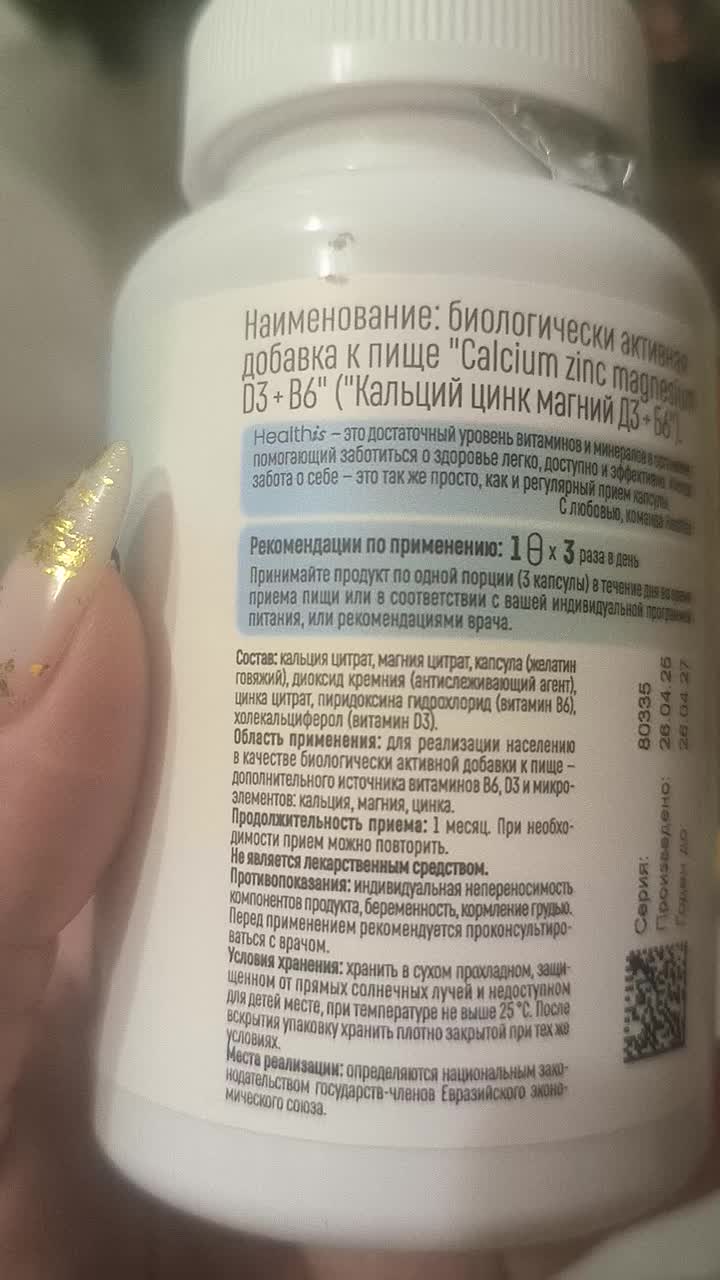 Наименование: биологически активная
добавка к пище "Calcium zinc magnesium
D3+B6" ("Кальций цинк магний Д3+Б6").
Healthis – это достаточный уровень витаминов и минералов в организме,
помогающий заботиться о здоровье легко, доступно и эффективно.
забота о себе – это так же просто, как и регулярный прием капсулы.
С любовью, команда Healthis
Рекомендации по применению: 1 x 3 раза в день
Принимайте продукт по одной порции (3 капсулы) в течение дня во время
приема пищи или в соответствии с вашей индивидуальной программой
питания, или рекомендациями врача.
Состав: кальция цитрат, магния цитрат, капсула (желатин
говяжий), диоксид кремния (антислеживающий агент),
цинка цитрат, пиридоксина гидрохлорид (витамин В6),
холекальциферол (витамин D3).
Область применения: для реализации населению
в качестве биологически активной добавки к пище –
дополнительного источника витаминов В6, D3 и микро-
элементов: кальция, магния, цинка.
Продолжительность приема: 1 месяц. При необхо-
димости прием можно повторить.
Не является лекарственным средством.
Противопоказания: индивидуальная непереносимость
компонентов продукта, беременность, кормление грудью.
Перед применением рекомендуется проконсультиро-
ваться с врачом.
Условия хранения: хранить в сухом прохладном, защи-
щенном от прямых солнечных лучей и недоступном
для детей месте, при температуре не выше 25 °С. После
вскрытия упаковку хранить плотно закрытой при тех же
условиях.
Места реализации: определяются национальным зако-
нодательством государств-членов Евразийского эконо-
мического союза.
Серия: 80335
Произведено: 26.04.25
Годен до: 26.04.27